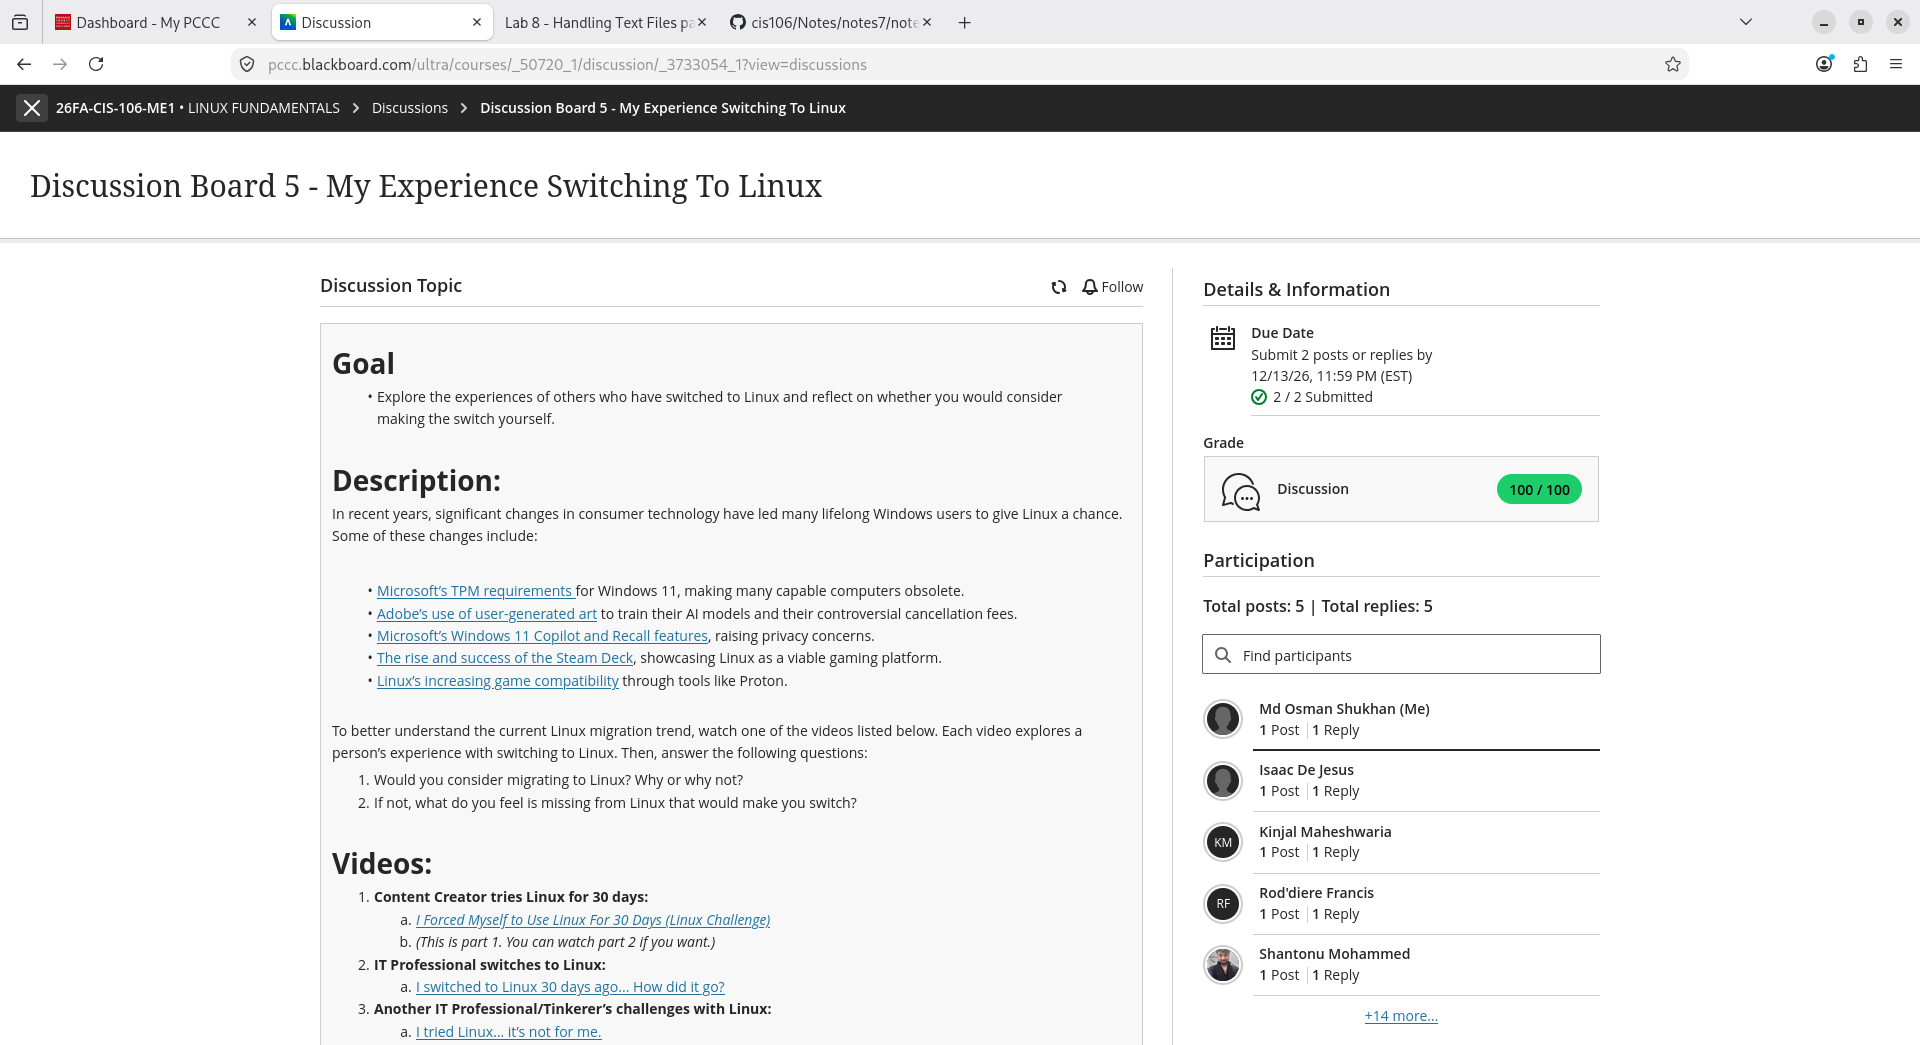 Dashboard - My PCCC
Discussion
Lab 8 - Handling Text Files pa
cis106/Notes/notes7/note
pccc.blackboard.com/ultra/courses/_50720_1/discussion/_3733054_1?view=discussions
26FA-CIS-106-ME1 • LINUX FUNDAMENTALS > Discussions > Discussion Board 5 - My Experience Switching To Linux
Discussion Board 5 - My Experience Switching To Linux
Discussion Topic
Follow
Goal
• Explore the experiences of others who have switched to Linux and reflect on whether you would consider
making the switch yourself.
Description:
In recent years, significant changes in consumer technology have led many lifelong Windows users to give Linux a chance.
Some of these changes include:
• Microsoft's TPM requirements for Windows 11, making many capable computers obsolete.
• Adobe's use of user-generated art to train their AI models and their controversial cancellation fees.
• Microsoft's Windows 11 Copilot and Recall features, raising privacy concerns.
• The rise and success of the Steam Deck, showcasing Linux as a viable gaming platform.
• Linux's increasing game compatibility through tools like Proton.
To better understand the current Linux migration trend, watch one of the videos listed below. Each video explores a
person's experience with switching to Linux. Then, answer the following questions:
1. Would you consider migrating to Linux? Why or why not?
2. If not, what do you feel is missing from Linux that would make you switch?
Videos:
1. Content Creator tries Linux for 30 days:
a. I Forced Myself to Use Linux For 30 Days (Linux Challenge)
b. (This is part 1. You can watch part 2 if you want.)
2. IT Professional switches to Linux:
a. I switched to Linux 30 days ago... How did it go?
3. Another IT Professional/Tinkerer's challenges with Linux:
a. I tried Linux... it's not for me.
Details & Information
Due Date
Submit 2 posts or replies by
12/13/26, 11:59 PM (EST)
2 / 2 Submitted
Grade
Discussion
100 / 100
Participation
Total posts: 5 | Total replies: 5
Find participants
Md Osman Shukhan (Me)
1 Post | 1 Reply
Isaac De Jesus
1 Post | 1 Reply
KM
Kinjal Maheshwaria
1 Post | 1 Reply
RF
Rod'diere Francis
1 Post | 1 Reply
Shantonu Mohammed
1 Post | 1 Reply
+14 more...